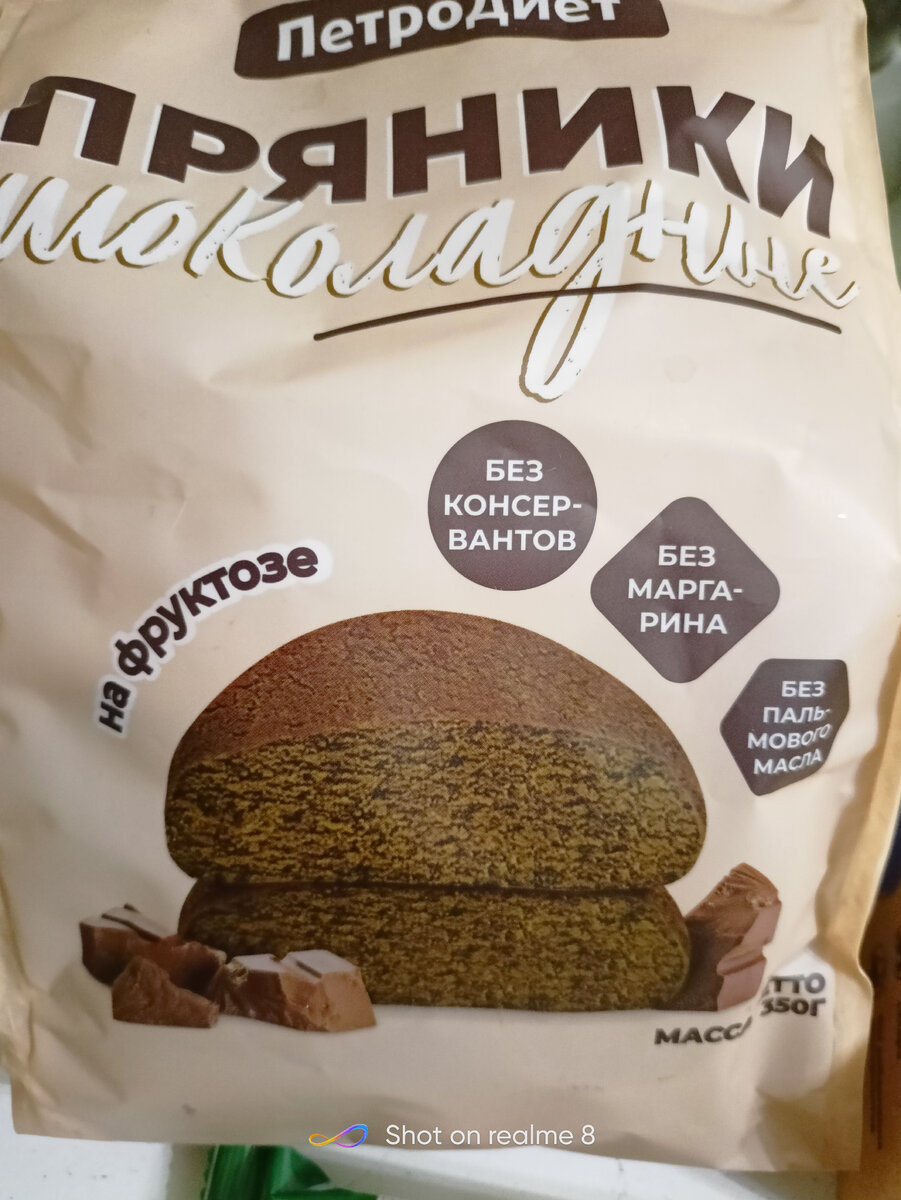 ПетроДиет
ПРЯНИКИ
шоколадные
БЕЗ
КОНСЕР-
ВАНТОВ
БЕЗ
МАРГА-
РИНА
БЕЗ
ПАЛЬ-
МОВОГО
МАСЛА
на фруктозе
350г
Shot on realme 8